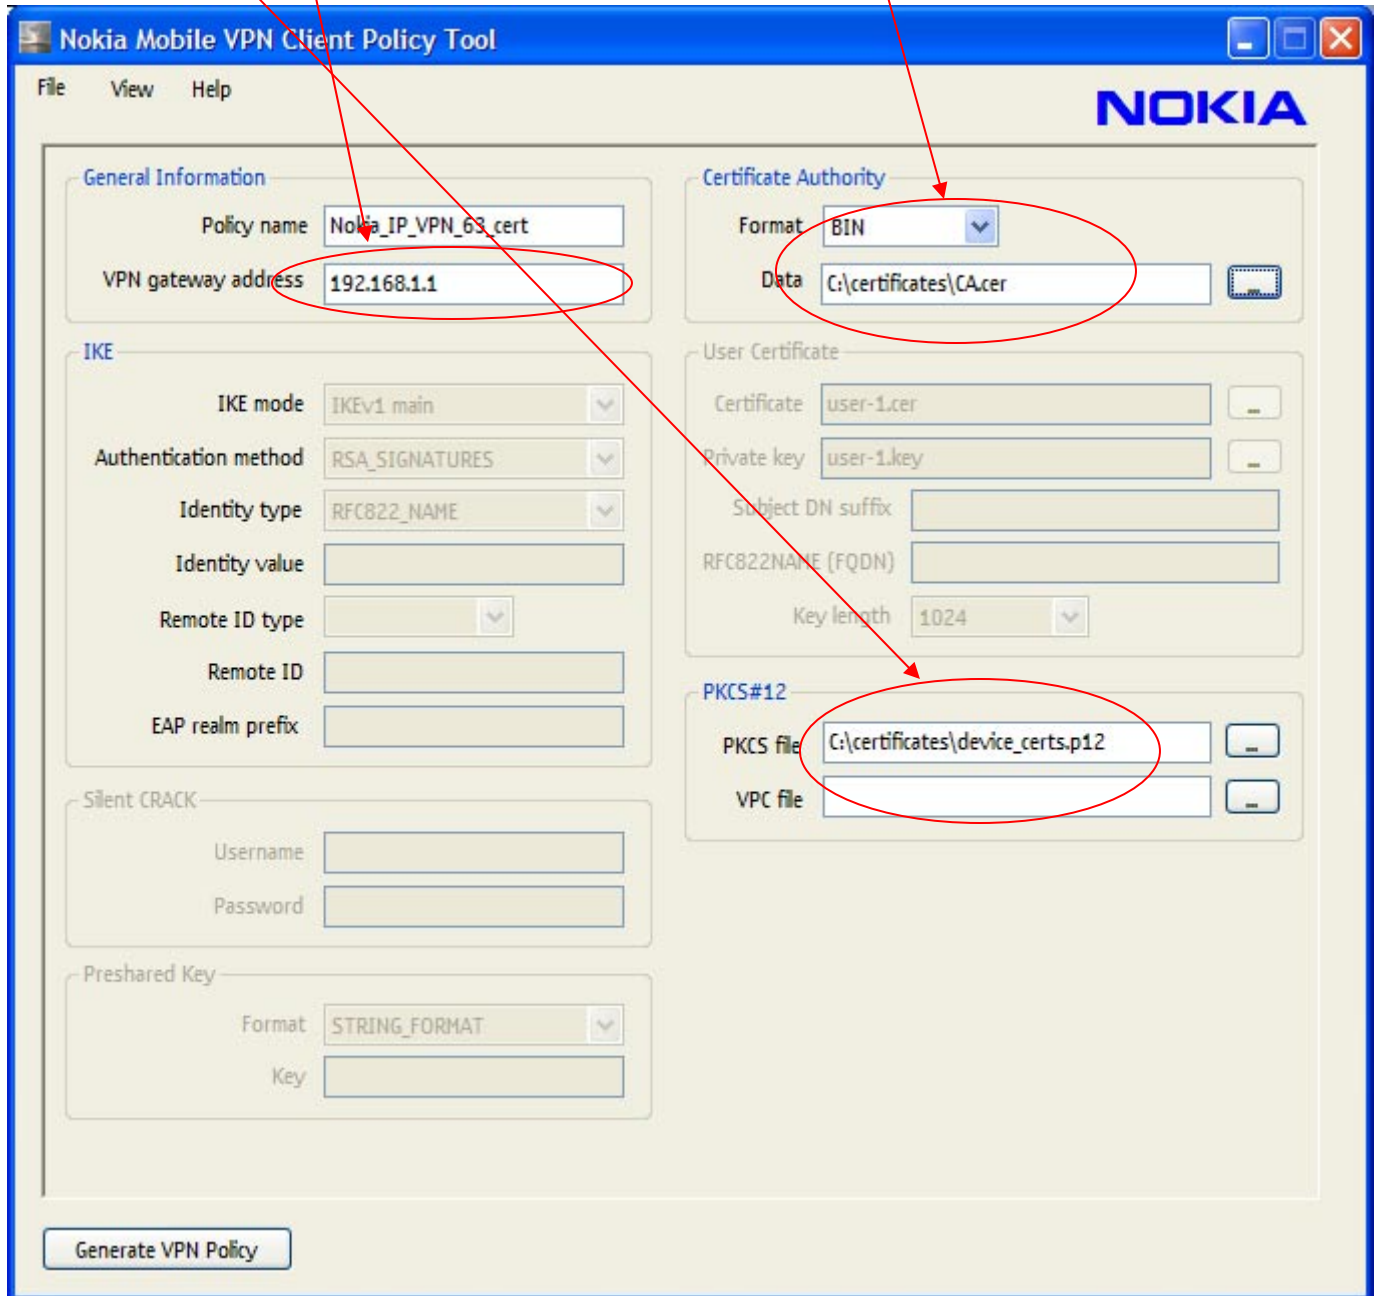 Nokia Mobile VPN Client Policy Tool
File View Help
NOKIA
General Information
Policy name Nokia_IP_VPN_63_cert
VPN gateway address 192.168.1.1
IKE
IKE mode IKEv1 main
Authentication method RSA_SIGNATURES
Identity type RFC822_NAME
Identity value
Remote ID type
Remote ID
EAP realm prefix
Silent CRACK
Username
Password
Preshared Key
Format STRING_FORMAT
Key
Certificate Authority
Format BIN
Data C:\certificates\CA.cer
User Certificate
Certificate user-1.cer
Private key user-1.key
Subject DN suffix
RFC822NAME (FQDN)
Key length 1024
PKCS#12
PKCS file C:\certificates\device_certs.p12
VPC file
Generate VPN Policy